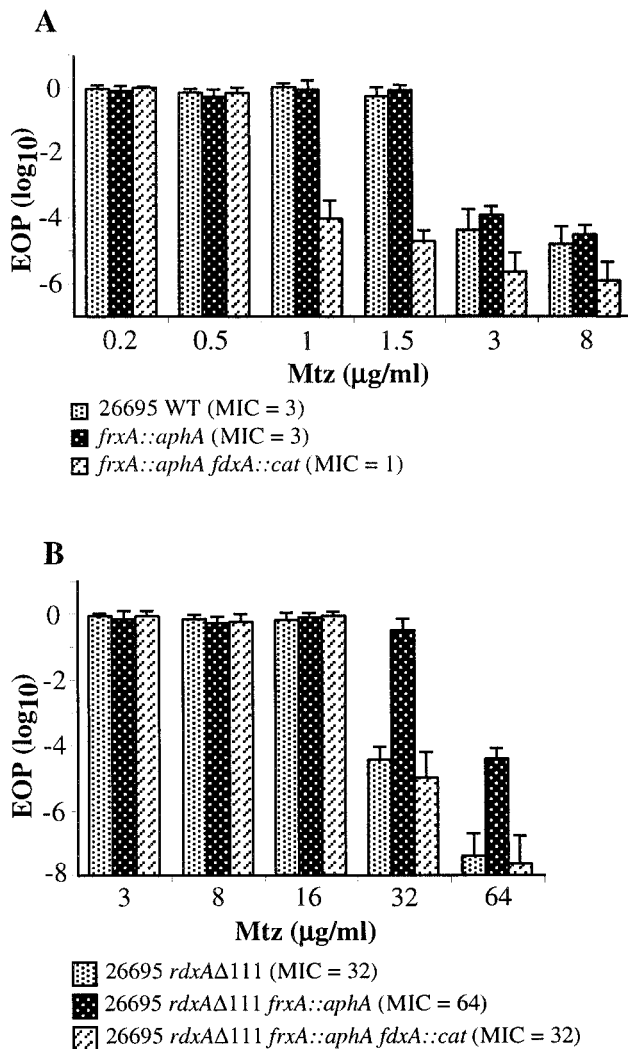 A
EOP (log10)
0
-2
-4
-6
0.2 0.5 1 1.5 3 8
Mtz (µg/ml)
26695 WT (MIC = 3)
frxA::aphA (MIC = 3)
frxA::aphA fdxA::cat (MIC = 1)
B
EOP (log10)
0
-2
-4
-6
-8
3 8 16 32 64
Mtz (µg/ml)
26695 rdxAΔ111 (MIC = 32)
26695 rdxAΔ111 frxA::aphA (MIC = 64)
26695 rdxAΔ111 frxA::aphA fdxA::cat (MIC = 32)